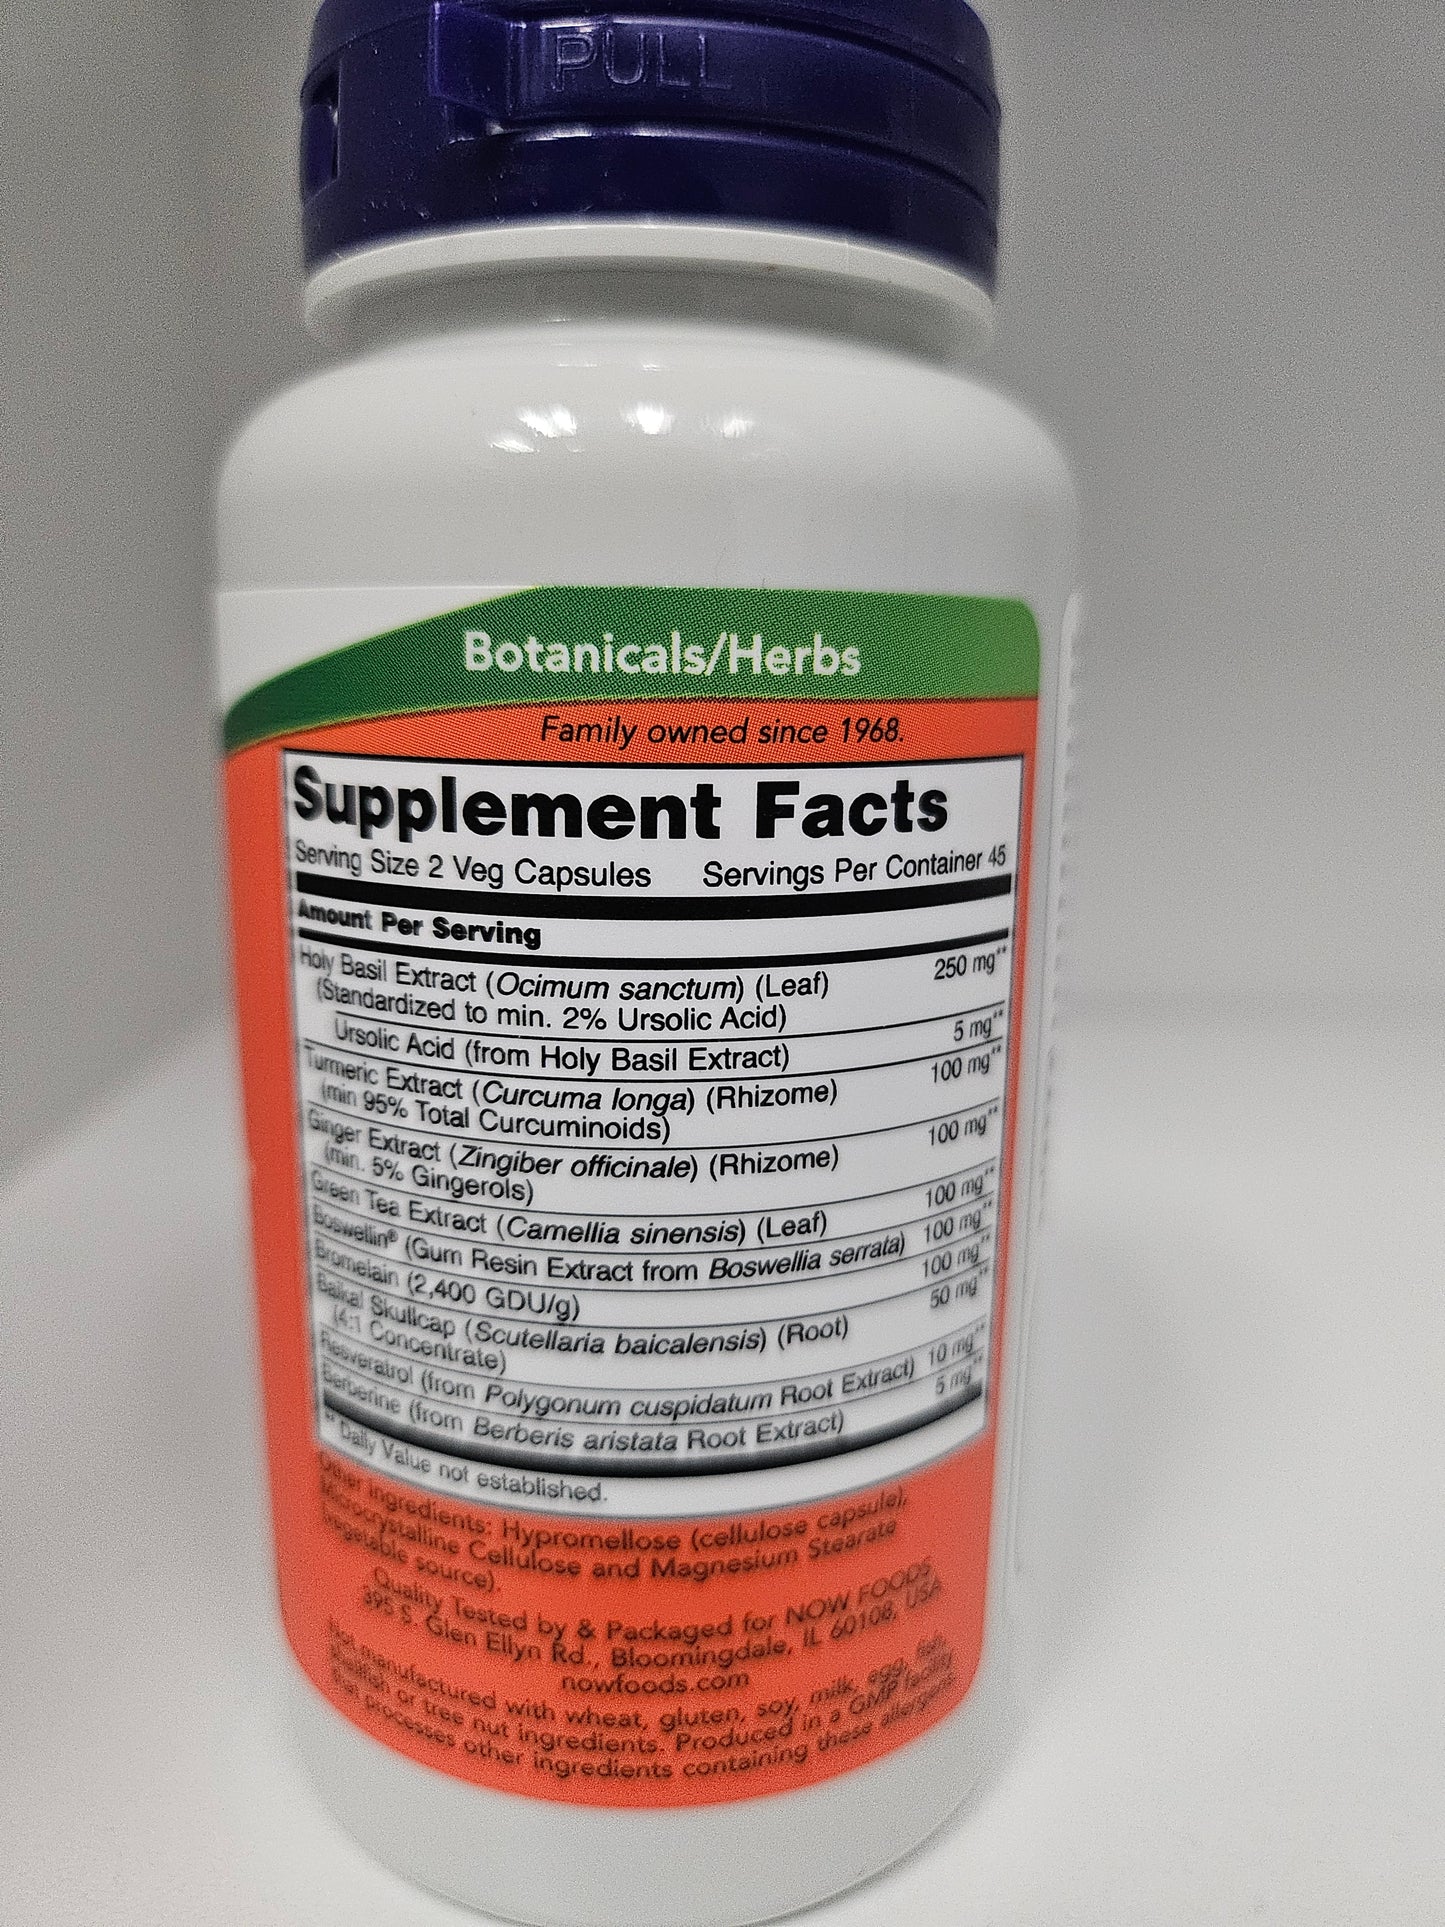 PULL
Botanicals/Herbs
Family owned since 1968.
Supplement Facts
Serving Size 2 Veg Capsules Servings Per Container 45
Amount Per Serving
Holy Basil Extract (Ocimum sanctum) (Leaf) 250 mg**
(Standardized to min. 2% Ursolic Acid)
Ursolic Acid (from Holy Basil Extract) 5 mg**
Turmeric Extract (Curcuma longa) (Rhizome) 100 mg**
(min 95% Total Curcuminoids)
Ginger Extract (Zingiber officinale) (Rhizome) 100 mg**
(min. 5% Gingerols)
Green Tea Extract (Camellia sinensis) (Leaf) 100 mg**
Boswellin® (Gum Resin Extract from Boswellia serrata) 100 mg**
Bromelain (2,400 GDU/g) 100 mg**
Baikal Skullcap (Scutellaria baicalensis) (Root) 50 mg**
(4:1 Concentrate)
Resveratrol (from Polygonum cuspidatum Root Extract) 10 mg**
Berberine (from Berberis aristata Root Extract) 5 mg**
** Daily Value not established.
Other ingredients: Hypromellose (cellulose capsule),
Microcrystalline Cellulose and Magnesium Stearate
(vegetable source).
Quality Tested by & Packaged for NOW FOODS
395 S. Glen Ellyn Rd., Bloomingdale, IL 60108, USA
nowfoods.com
Not manufactured with wheat, gluten, soy, milk, egg, fish,
shellfish or tree nut ingredients. Produced in a GMP facility
that processes other ingredients containing these allergens.